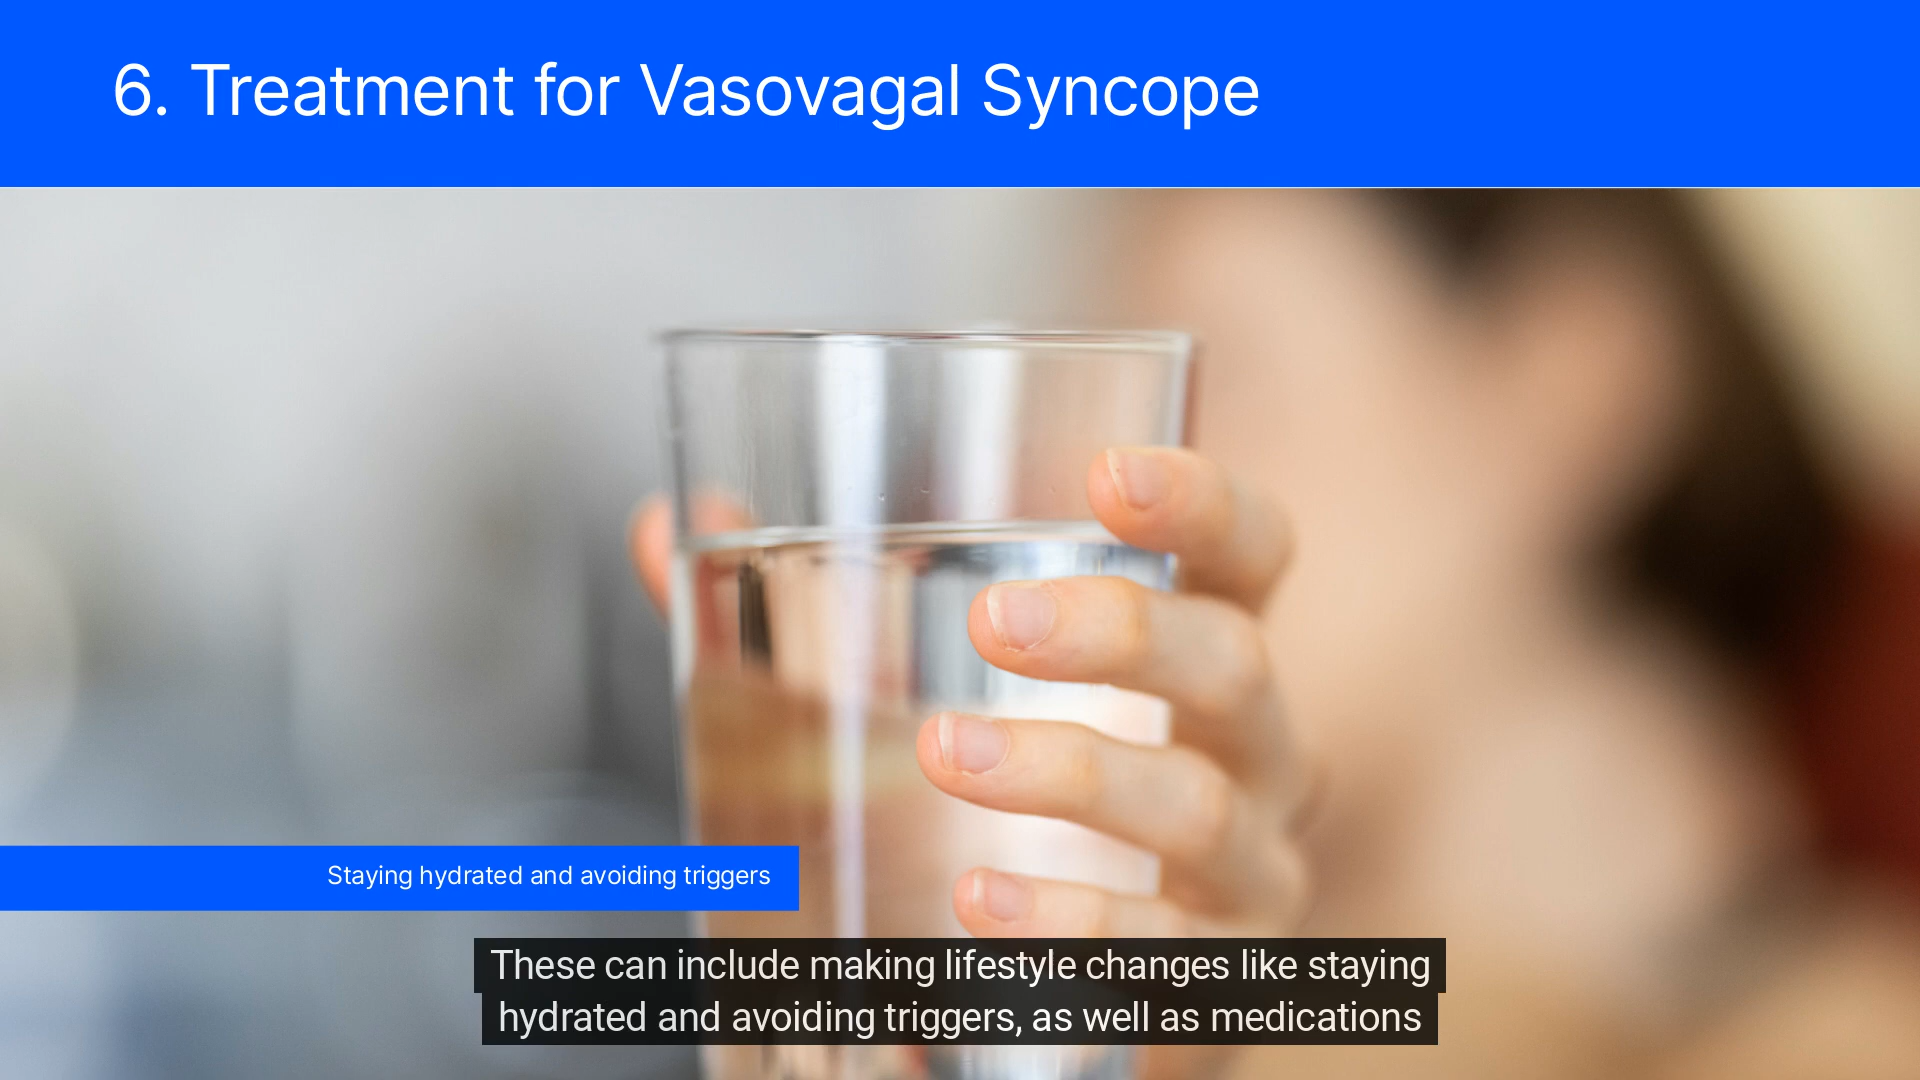 6. Treatment for Vasovagal Syncope
Staying hydrated and avoiding triggers
These can include making lifestyle changes like staying
hydrated and avoiding triggers, as well as medications